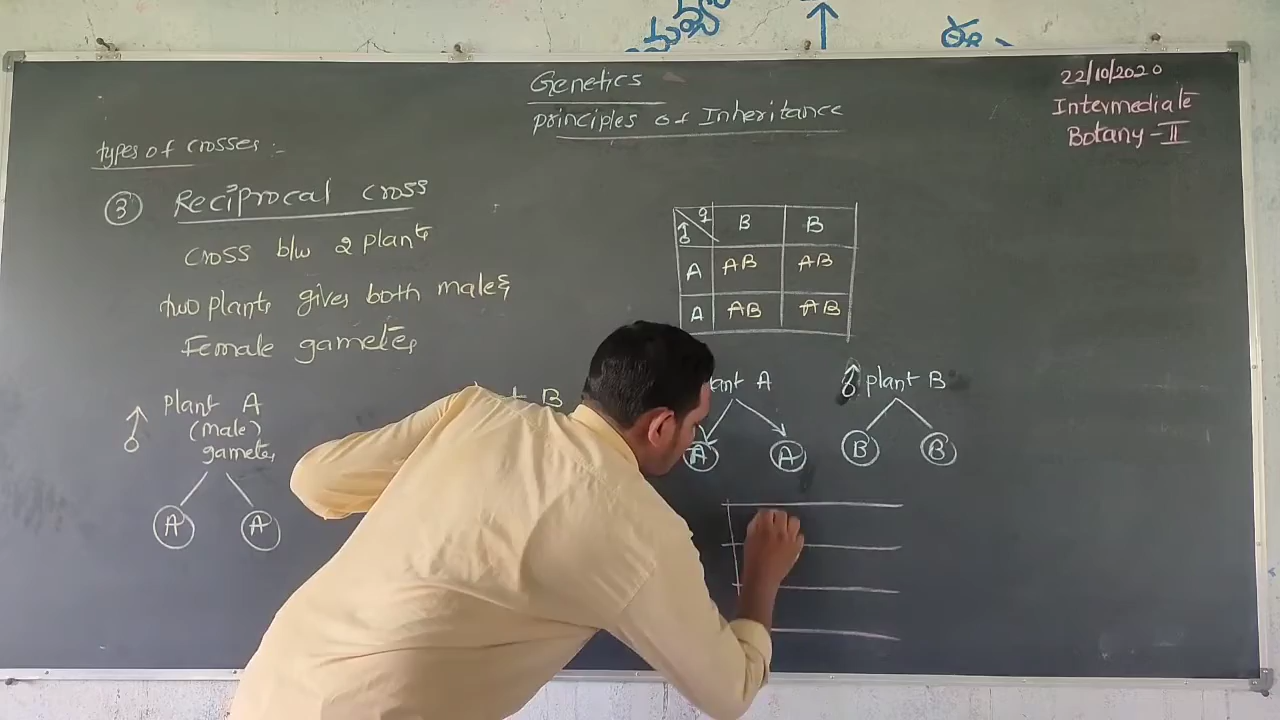 Genetics
principles of Inheritance
22/10/2020
Intermediate
Botany - II
types of crosses :-
③ Reciprocal cross
cross b/w 2 plants
two plants gives both male &
Female gametes
♂ plant A
(Male)
gametes
A A
B
♂ ♀ B B
A AB AB
A AB AB
A
♂ plant B
A A B B